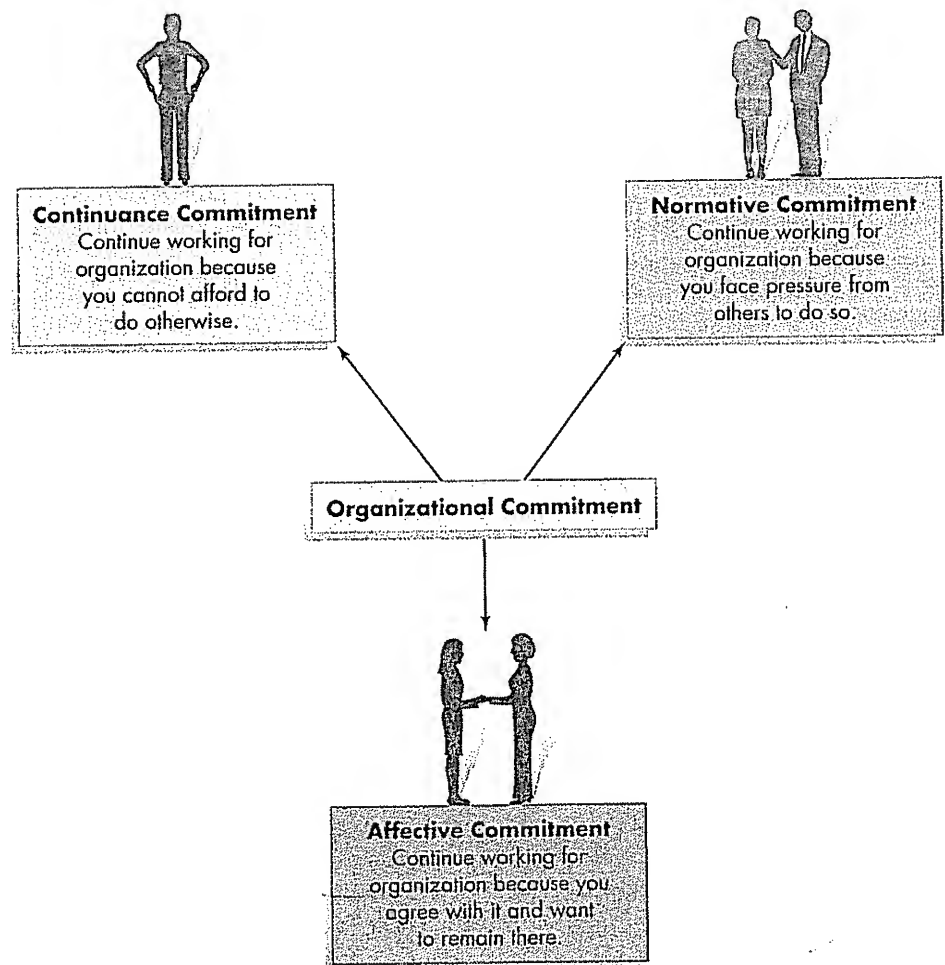 Continuance Commitment
Continue working for
organization because
you cannot afford to
do otherwise.
Normative Commitment
Continue working for
organization because
you face pressure from
others to do so.
Organizational Commitment
Affective Commitment
Continue working for
organization because you
agree with it and want
to remain there.